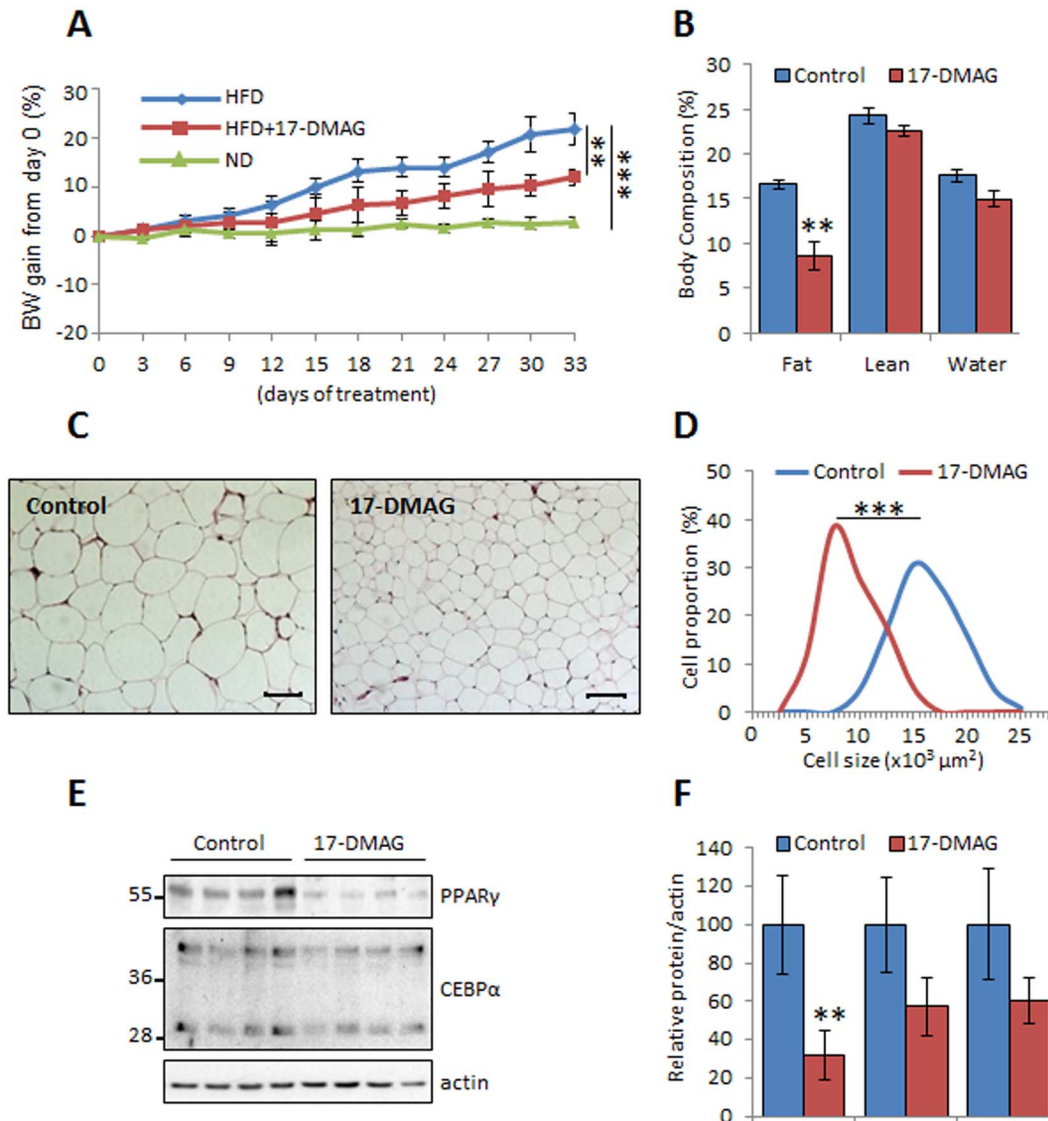 A
BW gain from day 0 (%)
30
20
10
0
-10
-20
HFD
HFD+17-DMAG
ND
**
***
0 3 6 9 12 15 18 21 24 27 30 33
(days of treatment)
B
Body Composition (%)
30
25
20
15
10
5
0
Control 17-DMAG
**
Fat Lean Water
C
Control
17-DMAG
D
Cell proportion (%)
50
40
30
20
10
0
Control 17-DMAG
***
0 5 10 15 20 25
Cell size (x10³ µm²)
E
Control 17-DMAG
55
PPARγ
36
28
CEBPα
actin
F
Relative protein/actin
140
120
100
80
60
40
20
0
Control 17-DMAG
**